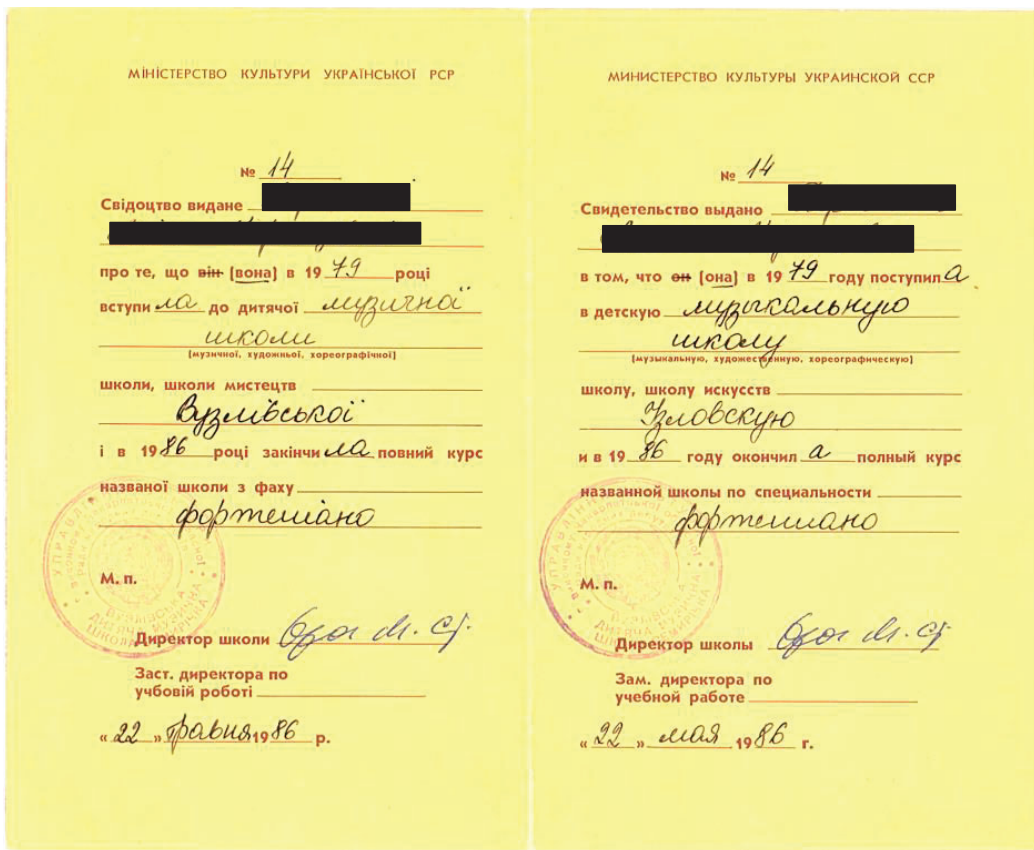 МІНІСТЕРСТВО КУЛЬТУРИ УКРАЇНСЬКОЇ РСР
№ 14
Свідоцтво видане
про те, що він (вона) в 1979 році
вступила до дитячої музичної
школи
(музичної, художньої, хореографічної)
школи, школи мистецтв
Вузлівської
і в 1986 році закінчила повний курс
названої школи з фаху
фортепіано
М. п.
Директор школи
Заст. директора по
учбовій роботі
«22» травня 1986 р.
МИНИСТЕРСТВО КУЛЬТУРЫ УКРАИНСКОЙ ССР
№ 14
Свидетельство выдано
в том, что он (она) в 1979 году поступила
в детскую музыкальную
школу
(музыкальную, художественную, хореографическую)
школу, школу искусств
Узловскую
и в 1986 году окончила полный курс
названной школы по специальности
фортепиано
М. п.
Директор школы
Зам. директора по
учебной работе
«22» мая 1986 г.